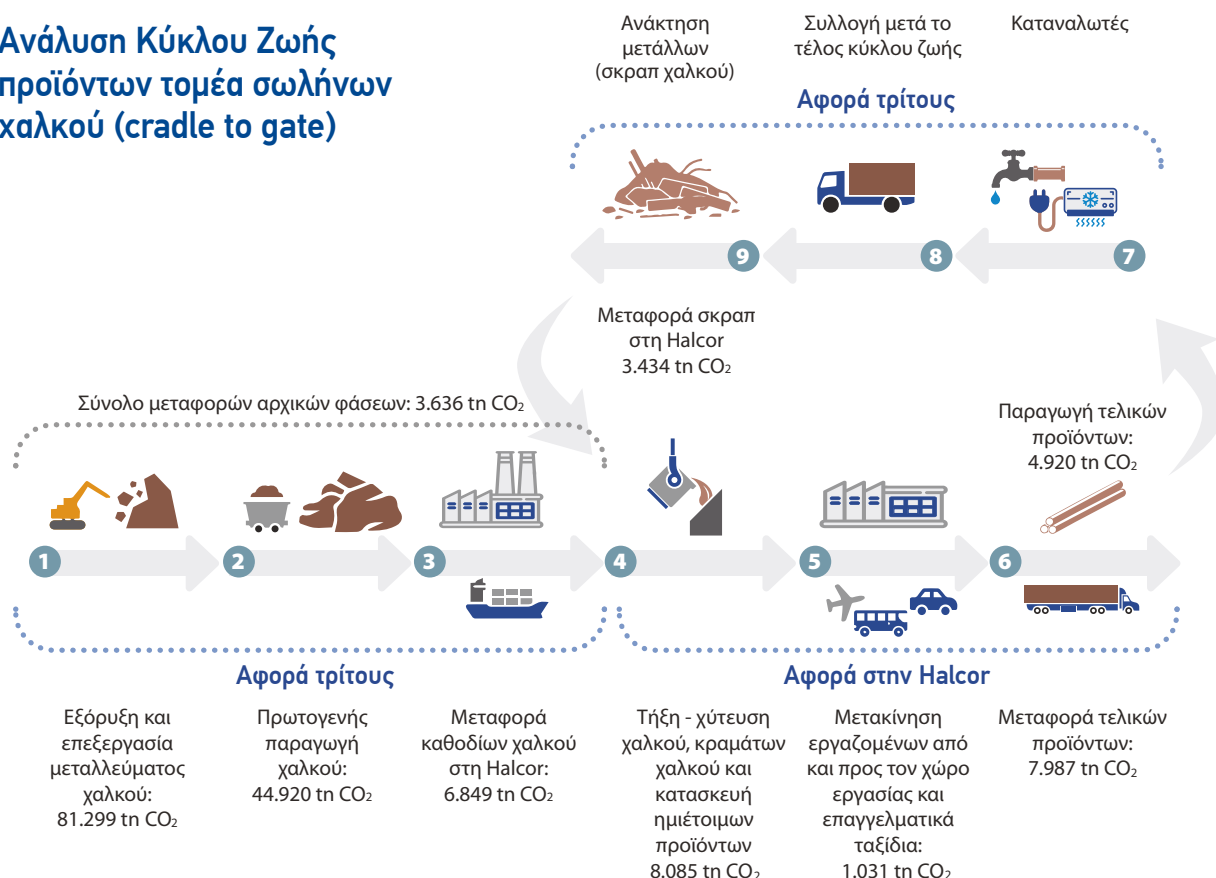 Ανάλυση Κύκλου Ζωής
προϊόντων τομέα σωλήνων
χαλκού (cradle to gate)
Ανάκτηση
μετάλλων
(σκραπ χαλκού)
Συλλογή μετά το
τέλος κύκλου ζωής
Καταναλωτές
Αφορά τρίτους
9
8
7
Μεταφορά σκραπ
στη Halcor
3.434 tn CO₂
Σύνολο μεταφορών αρχικών φάσεων: 3.636 tn CO₂
Παραγωγή τελικών
προϊόντων:
4.920 tn CO₂
1
2
3
4
5
6
Αφορά τρίτους
Αφορά στην Halcor
Εξόρυξη και
επεξεργασία
μεταλλεύματος
χαλκού:
81.299 tn CO₂
Πρωτογενής
παραγωγή
χαλκού:
44.920 tn CO₂
Μεταφορά
καθοδίων χαλκού
στη Halcor:
6.849 tn CO₂
Τήξη - χύτευση
χαλκού, κραμάτων
χαλκού και
κατασκευή
ημιέτοιμων
προϊόντων
8.085 tn CO₂
Μετακίνηση
εργαζομένων από
και προς τον χώρο
εργασίας και
επαγγελματικά
ταξίδια:
1.031 tn CO₂
Μεταφορά τελικών
προϊόντων:
7.987 tn CO₂